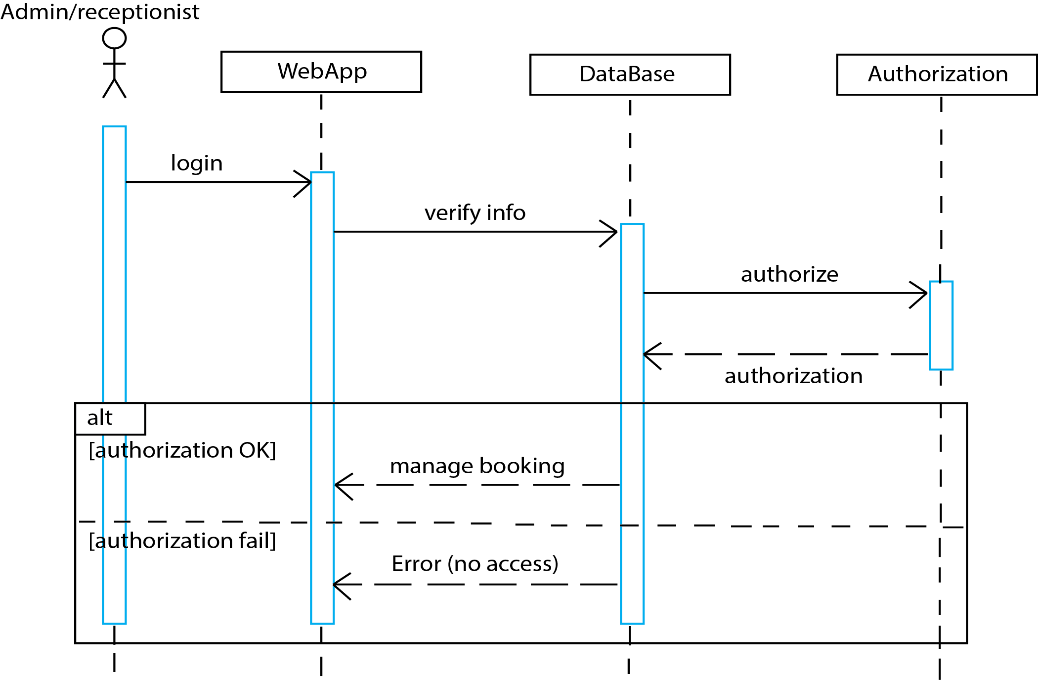 Admin/receptionist
WebApp
DataBase
Authorization
login
verify info
authorize
authorization
alt
[authorization OK]
manage booking
[authorization fail]
Error (no access)